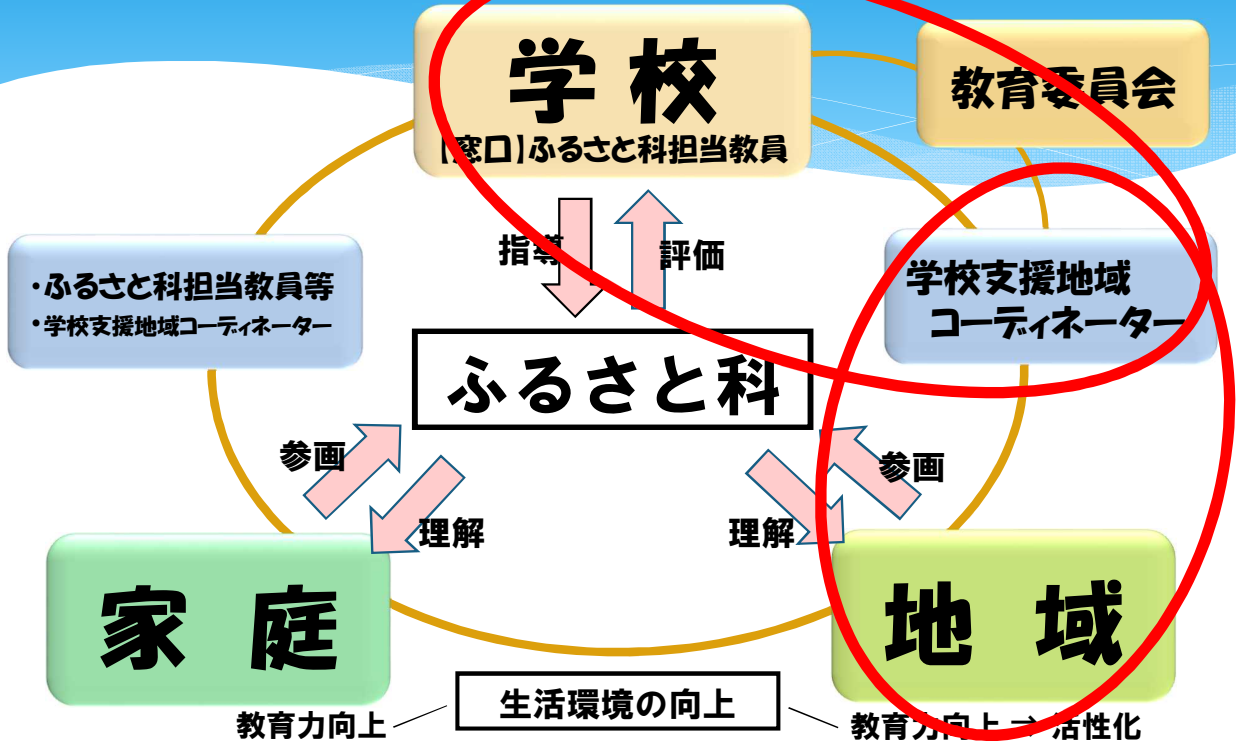 学校
【窓口】ふるさと科担当教員
教育委員会
指導
評価
・ふるさと科担当教員等
・学校支援地域コーディネーター
学校支援地域
コーディネーター
ふるさと科
参画
理解
理解
参画
家庭
地域
生活環境の向上
教育力向上
教育力向上 ⇒ 活性化